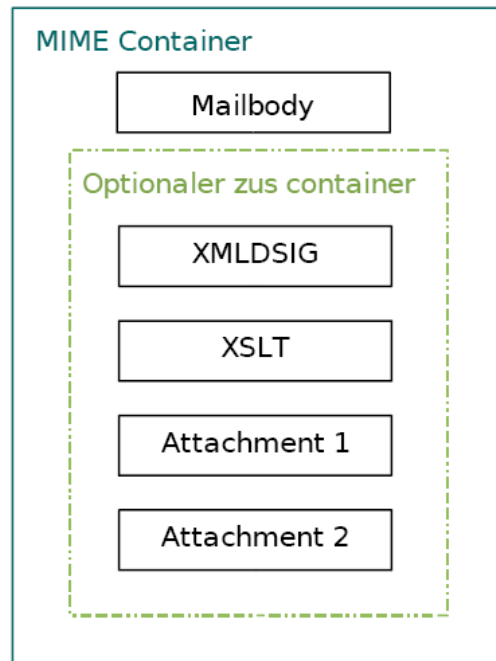 MIME Container
Mailbody
Optionaler zus container
XMLDSIG
XSLT
Attachment 1
Attachment 2